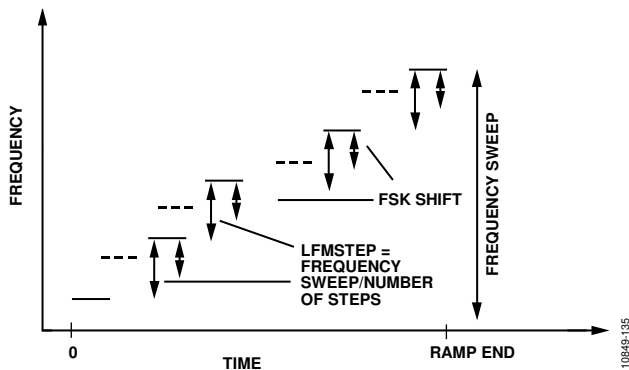 FREQUENCY
FSK SHIFT
LFMSTEP =
FREQUENCY
SWEEP/NUMBER
OF STEPS
FREQUENCY SWEEP
0
TIME
RAMP END
10849-135